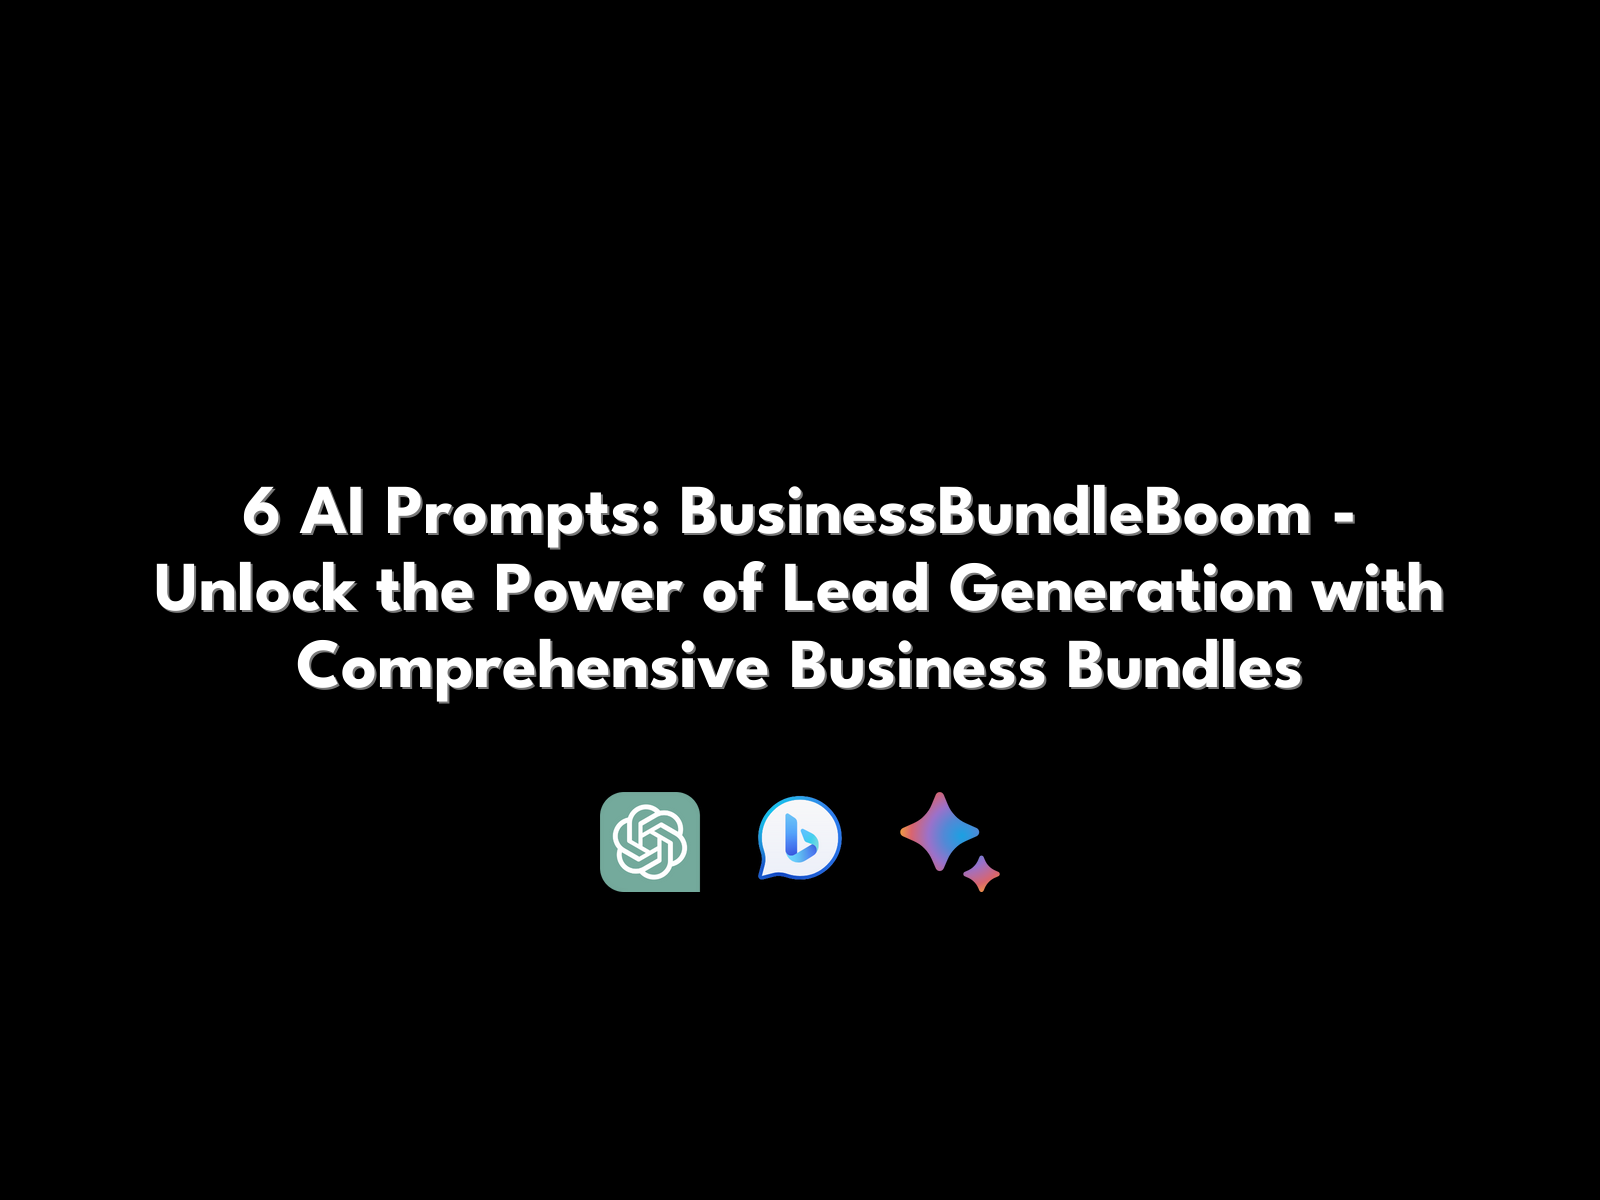 6 AI Prompts: BusinessBundleBoom -
Unlock the Power of Lead Generation with
Comprehensive Business Bundles